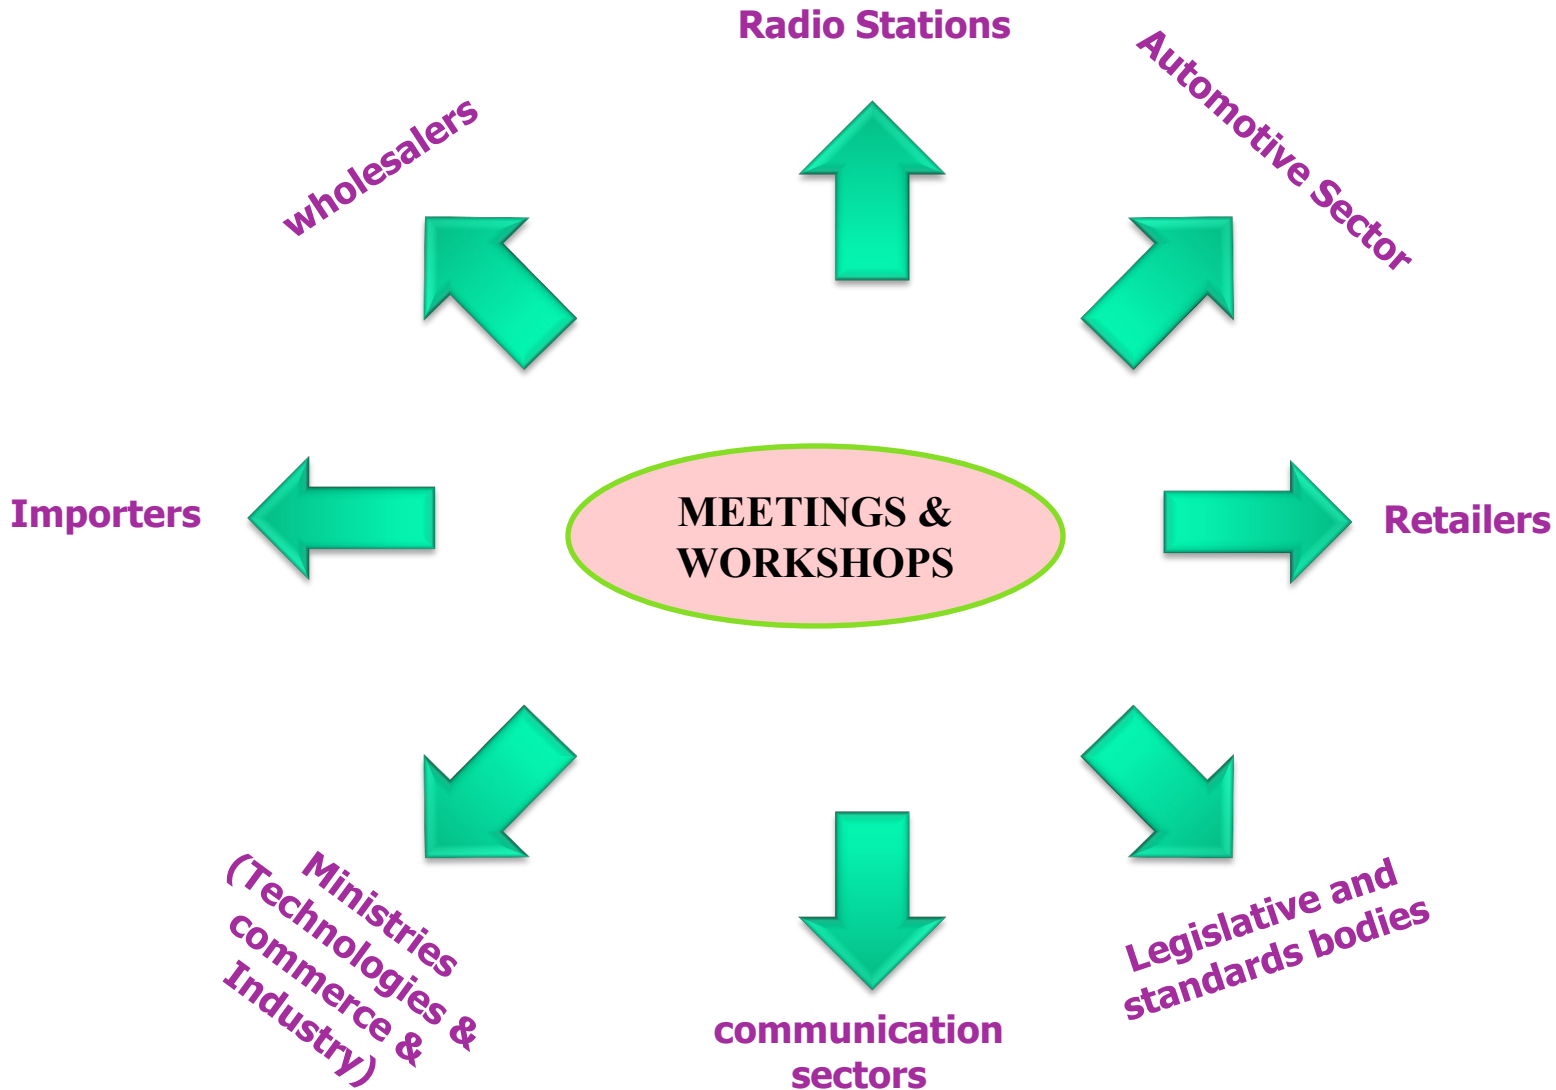 Radio Stations
Automotive Sector
wholesalers
Importers
MEETINGS &
WORKSHOPS
Retailers
Ministries
(Technologies &
commerce &
Industry)
Legislative and
standards bodies
communication
sectors